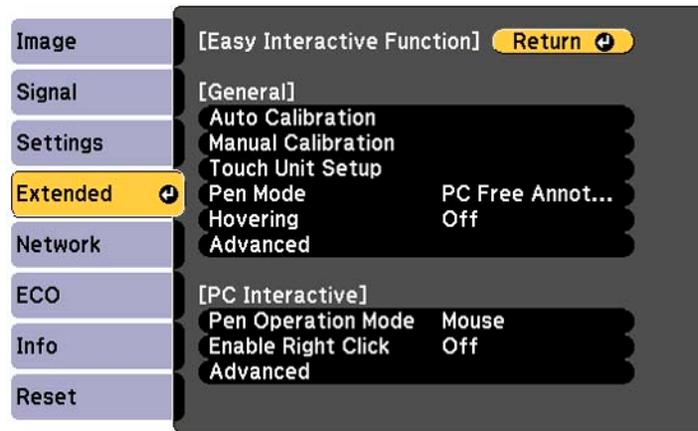 Image
Signal
Settings
Extended
Network
ECO
Info
Reset
[Easy Interactive Function] Return
[General]
Auto Calibration
Manual Calibration
Touch Unit Setup
Pen Mode PC Free Annot...
Hovering Off
Advanced
[PC Interactive]
Pen Operation Mode Mouse
Enable Right Click Off
Advanced